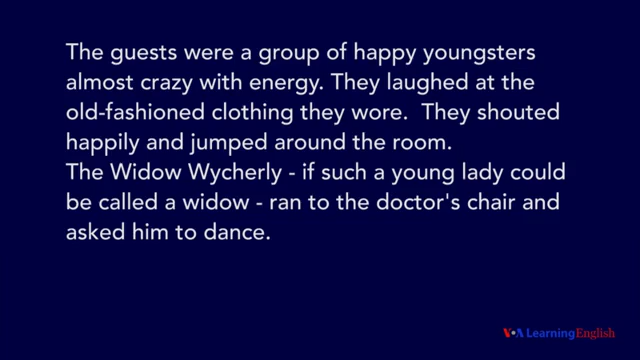 The guests were a group of happy youngsters
almost crazy with energy. They laughed at the
old-fashioned clothing they wore.  They shouted
happily and jumped around the room.
The Widow Wycherly - if such a young lady could
be called a widow - ran to the doctor's chair and
asked him to dance.
VOA Learning English